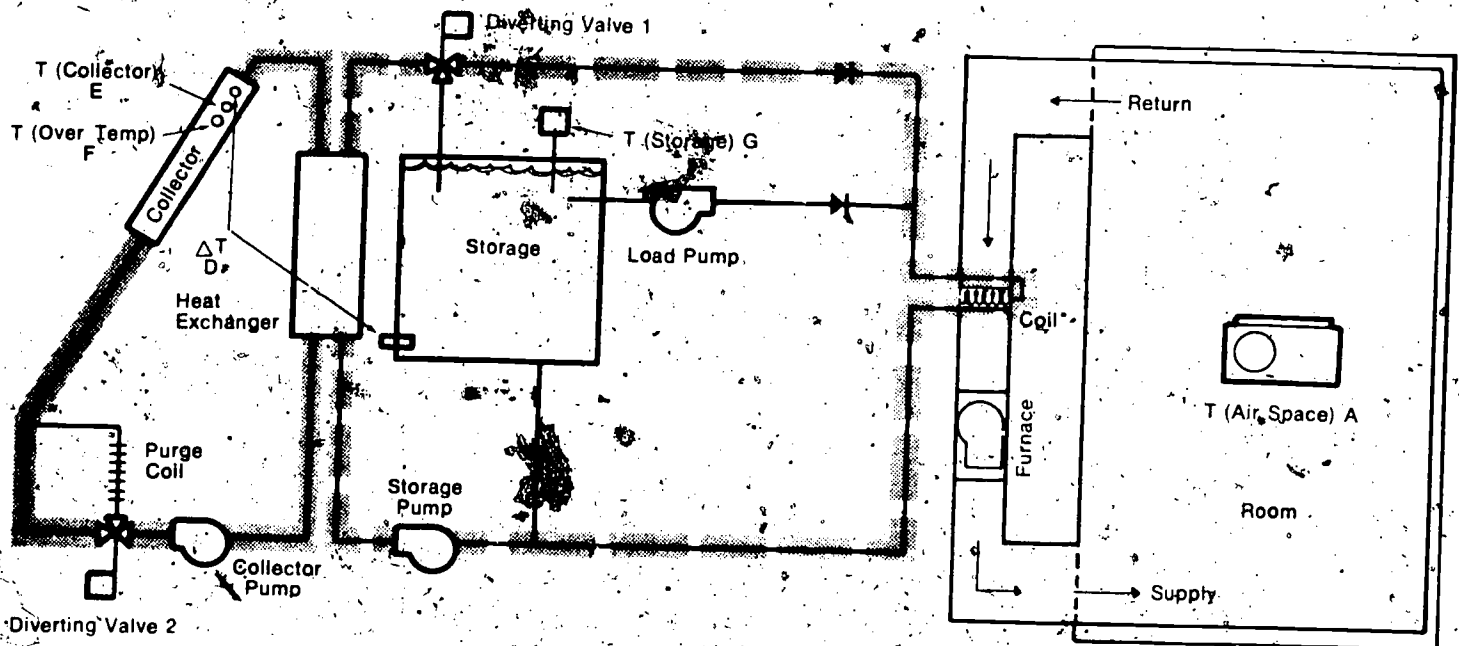 Diverting Valve 1
T (Collector)
E
T (Over Temp)
F
Collector
Return
T (Storage) G
Storage
Load Pump
ΔT
D
Heat
Exchanger
Coil
T (Air Space) A
Furnace
Purge
Coil
Storage
Pump
Room
Collector
Pump
Supply
Diverting Valve 2